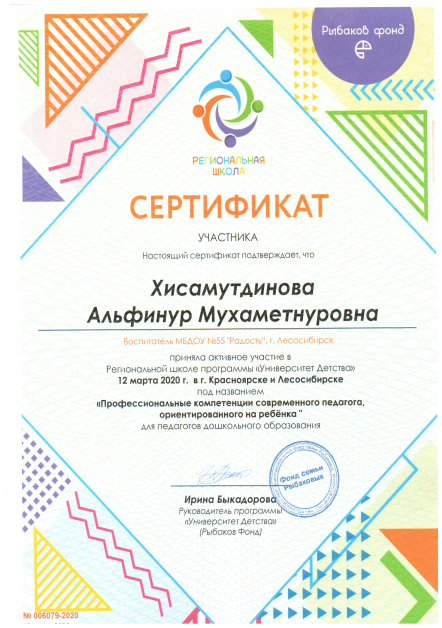 Рыбаков фонд
РЕГИОНАЛЬНАЯ
ШКОЛА
СЕРТИФИКАТ
УЧАСТНИКА
Настоящий сертификат подтверждает, что
Хисамутдинова
Альфинур Мухаметнуровна
Воспитатель МБДОУ №55 "Радость", г. Лесосибирск
приняла активное участие в
Региональной школе программы «Университет Детства»
12 марта 2020 г. в г. Красноярске и Лесосибирске
под названием
«Профессиональные компетенции современного педагога,
ориентированного на ребёнка "
для педагогов дошкольного образования
Фонд семьи
Рыбаковых
Ирина Быкадорова
Руководитель программы
«Университет Детства»
(Рыбаков Фонд)
№ 006079-2020